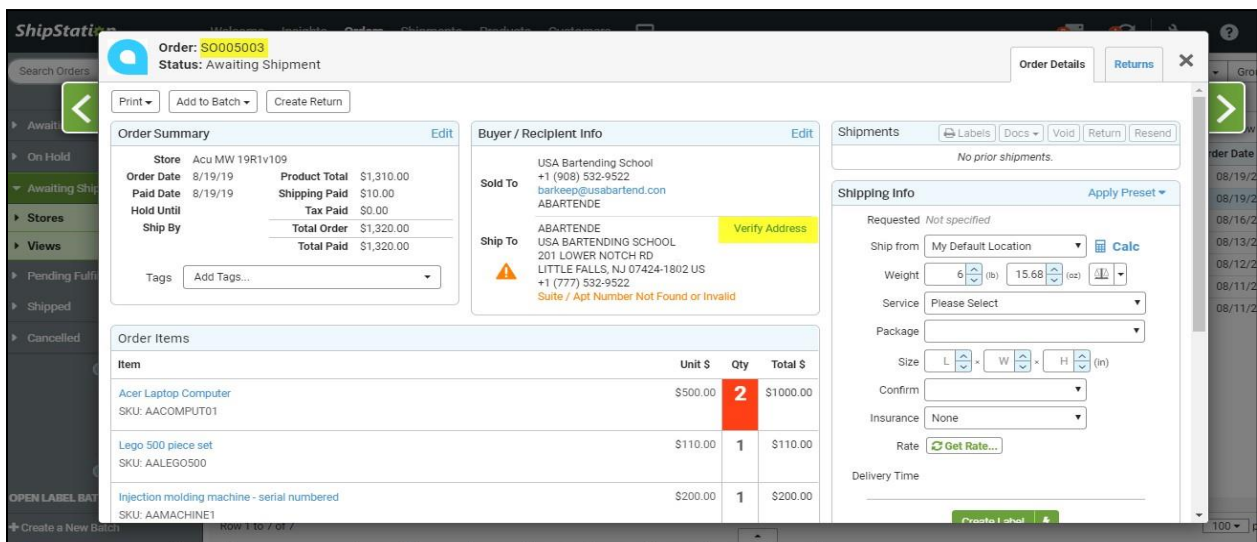 ShipStation
Welcome Insights Orders Shipments Products Customers
Search Orders
On Hold
Awaiting Ship
Stores
Views
Pending Fulfi
Shipped
Cancelled
OPEN LABEL BAT
+ Create a New Batch
Row 1 to 7 of 7
Order: SO005003
Status: Awaiting Shipment
Order Details
Returns
Print
Add to Batch
Create Return
Order Summary Edit
Store Acu MW 19R1v109
Order Date 8/19/19 Product Total $1,310.00
Paid Date 8/19/19 Shipping Paid $10.00
Hold Until Tax Paid $0.00
Ship By Total Order $1,320.00
Total Paid $1,320.00
Tags Add Tags...
Buyer / Recipient Info Edit
Sold To
USA Bartending School
+1 (908) 532-9522
barkeep@usabartend.con
ABARTENDE
Ship To
ABARTENDE Verify Address
USA BARTENDING SCHOOL
201 LOWER NOTCH RD
LITTLE FALLS, NJ 07424-1802 US
+1 (777) 532-9522
Suite / Apt Number Not Found or Invalid
Order Items
Item Unit $ Qty Total $
Acer Laptop Computer $500.00 2 $1000.00
SKU: AACOMPUT01
Lego 500 piece set $110.00 1 $110.00
SKU: AALEGO500
Injection molding machine - serial numbered $200.00 1 $200.00
SKU: AAMACHINE1
Shipments Labels Docs Void Return Resend
No prior shipments.
Shipping Info Apply Preset
Requested Not specified
Ship from My Default Location Calc
Weight 6 (lb) 15.68 (oz)
Service Please Select
Package
Size L × W × H (in)
Confirm
Insurance None
Rate Get Rate...
Delivery Time
Create Label
rder Date
08/19/2
08/19/2
08/16/2
08/13/2
08/12/2
08/11/2
08/11/2
100